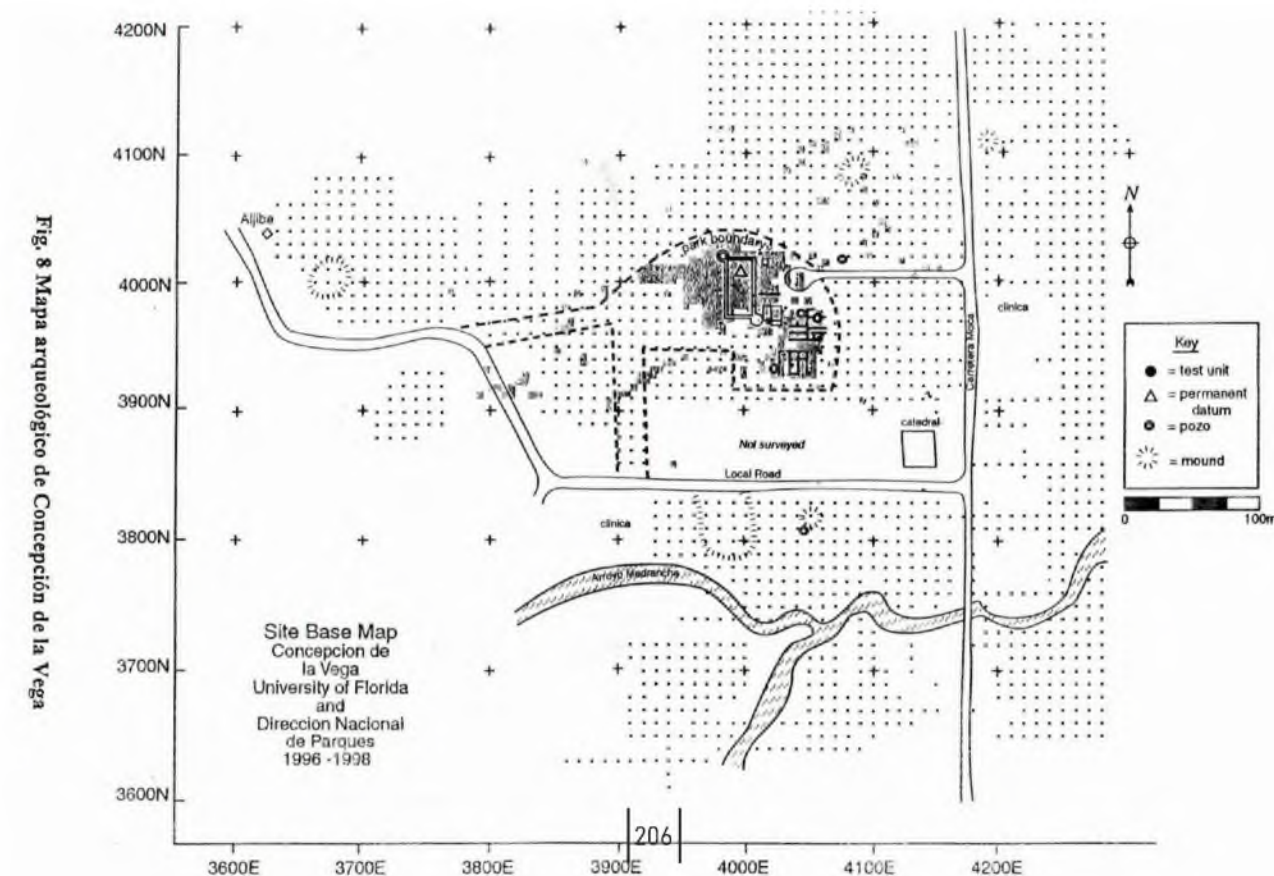 Fig. 8 Mapa arqueológico de Concepción de la Vega
4200N
4100N
4000N
3900N
3800N
3700N
3600N
3600E
3700E
3800E
3900E
4000E
4100E
4200E
Aljibe
park boundary
clinica
Carretera Moca
catedral
Not surveyed
Local Road
clinica
Arroyo
Site Base Map
Concepcion de
la Vega
University of Florida
and
Direccion Nacional
de Parques
1996 -1998
N
Key
= test unit
= permanent
datum
= pozo
= mound
0 100m
206